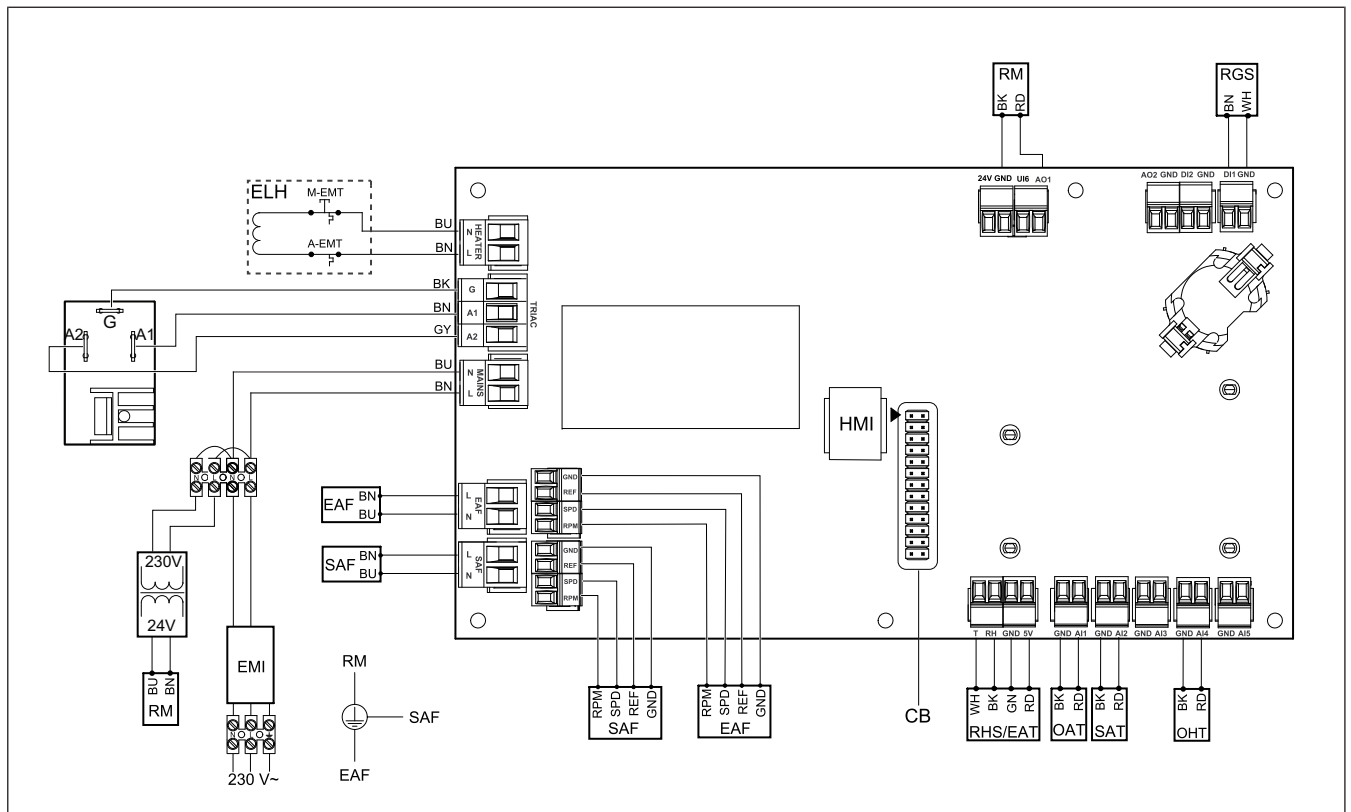 RM
BK
RD
RGS
BN
WH
24V GND UI6 AO1
AO2 GND DI2 GND DI1 GND
ELH
M-EMT
A-EMT
BU
BN
N
L
HEATER
BK
BN
GY
G
A1
A2
TRIAC
A2
G
A1
BU
BN
N
L
MAINS
HMI
N L N L
EAF
BN
BU
L
N
EAF
GND
REF
SPD
RPM
SAF
BN
BU
L
N
SAF
GND
REF
SPD
RPM
230V
24V
BU
BN
RM
EMI
N L
230 V~
RM
SAF
EAF
RPM
SPD
REF
GND
SAF
RPM
SPD
REF
GND
EAF
CB
T RH GND 5V GND AI1 GND AI2 GND AI3 GND AI4 GND AI5
WH
BK
GN
RD
RHS/EAT
BK
RD
OAT
BK
RD
SAT
BK
RD
OHT